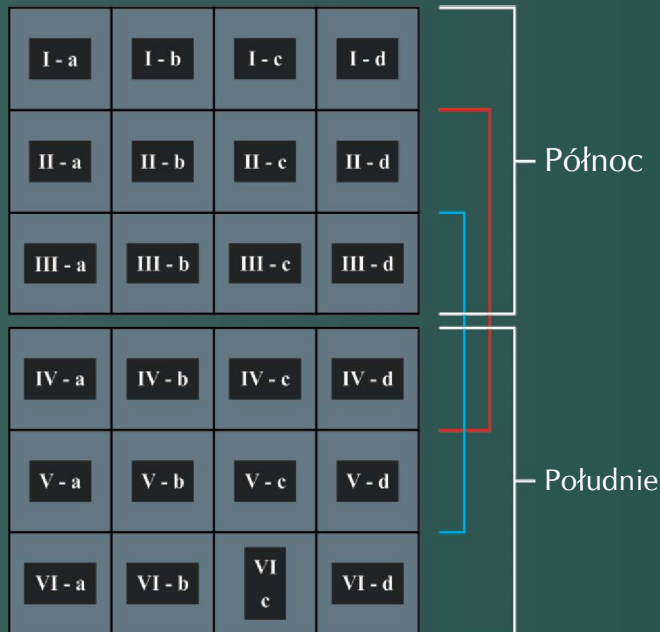 I - a I - b I - c I - d
II - a II - b II - c II - d
Północ
III - a III - b III - c III - d
IV - a IV - b IV - c IV - d
V - a V - b V - c V - d
Południe
VI - a VI - b VI - d
VI
c